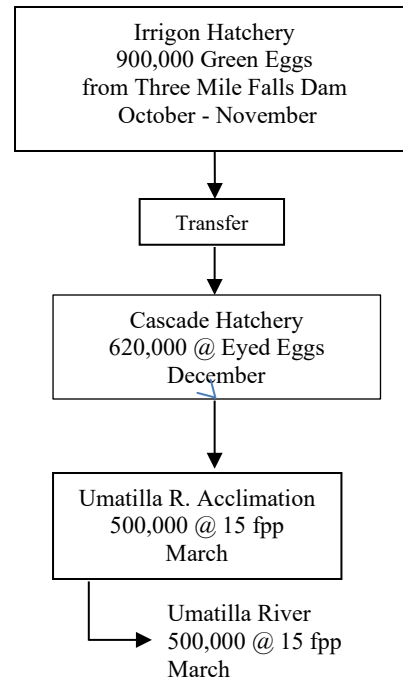 Irrigon Hatchery
900,000 Green Eggs
from Three Mile Falls Dam
October - November
Transfer
Cascade Hatchery
620,000 @ Eyed Eggs
December
Umatilla R. Acclimation
500,000 @ 15 fpp
March
Umatilla River
500,000 @ 15 fpp
March